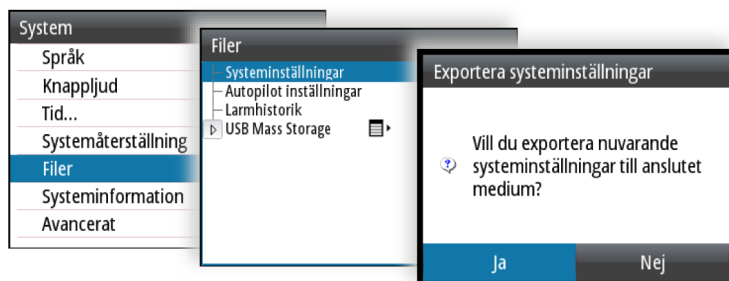 System
Språk
Knappljud
Tid...
Systemåterställning
Filer
Systeminformation
Avancerat
Filer
Systeminställningar
Autopilot inställningar
Larmhistorik
USB Mass Storage
Exportera systeminställningar
Vill du exportera nuvarande
systeminställningar till anslutet
medium?
Ja Nej